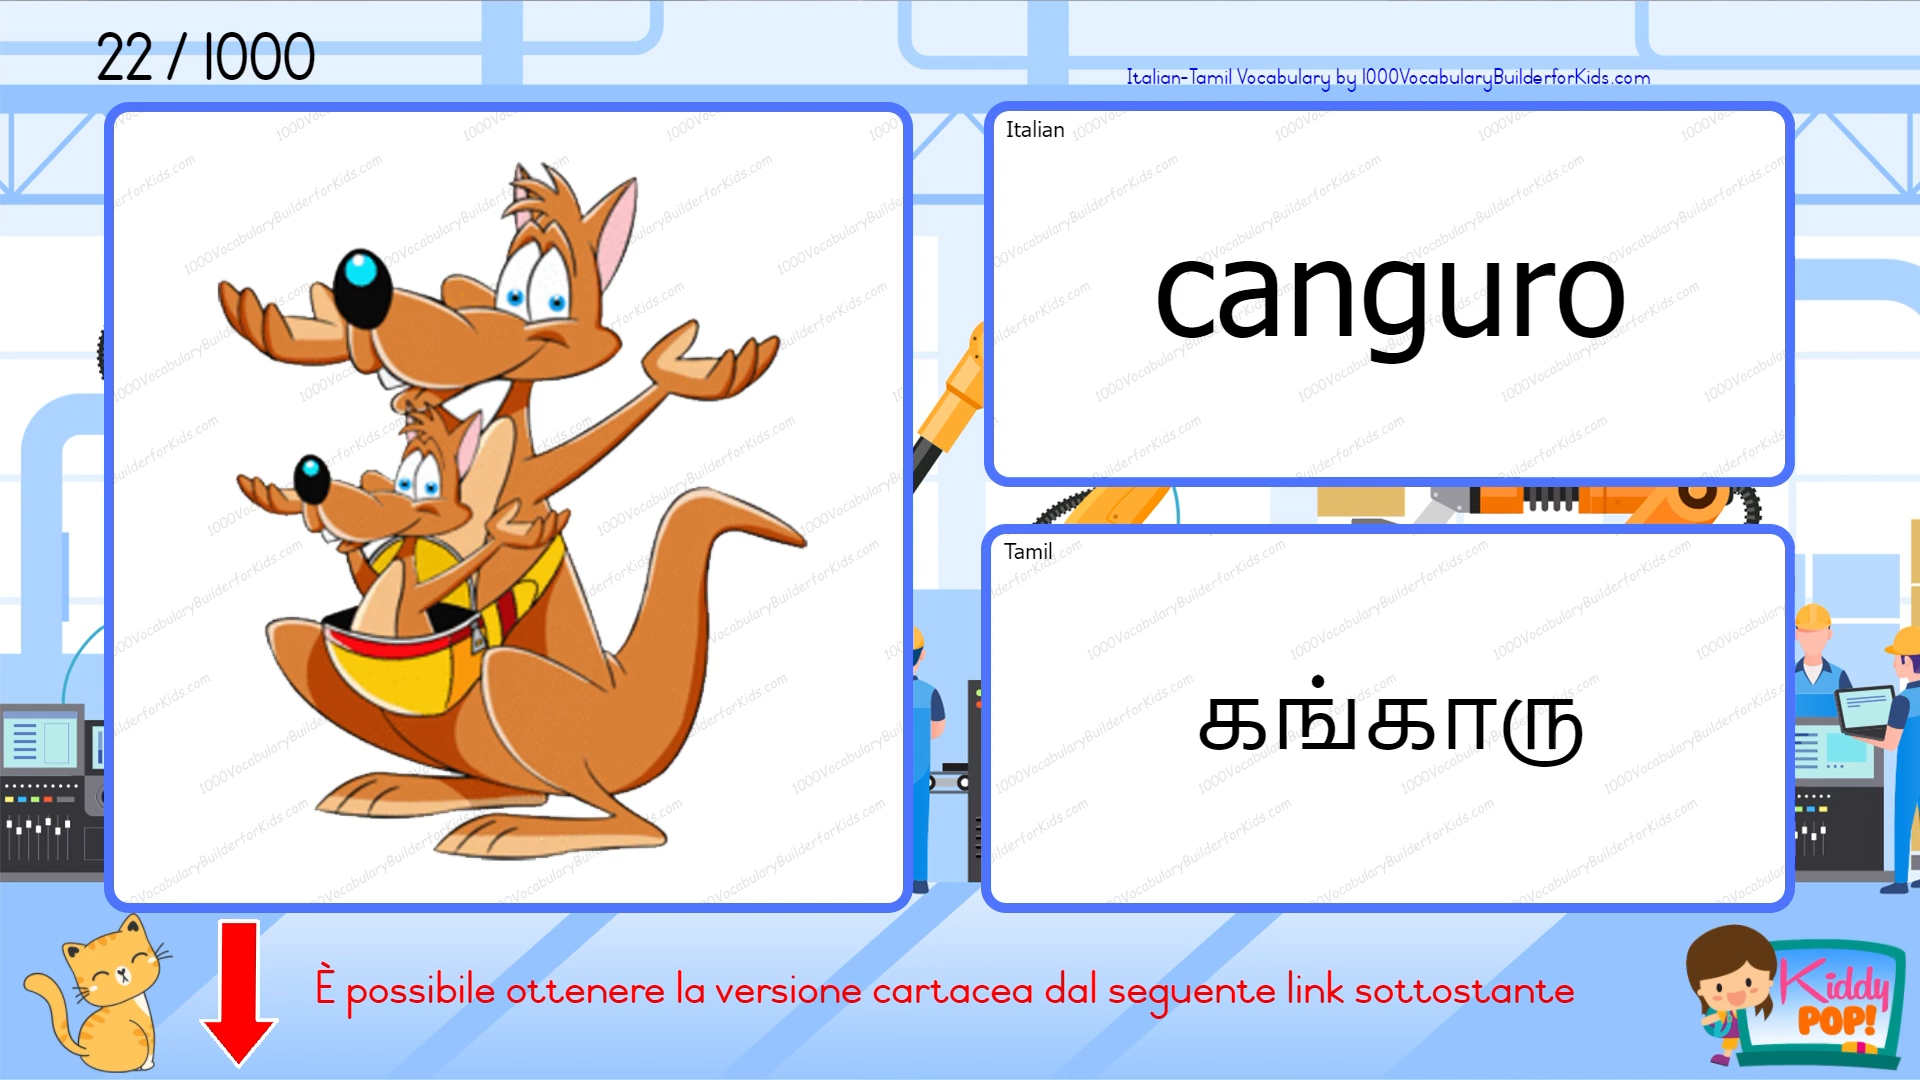 22 / 1000
Italian-Tamil Vocabulary by 1000VocabularyBuilderforKids.com
Italian
canguro
Tamil
கங்காரு
È possibile ottenere la versione cartacea dal seguente link sottostante
Kiddy
POP!